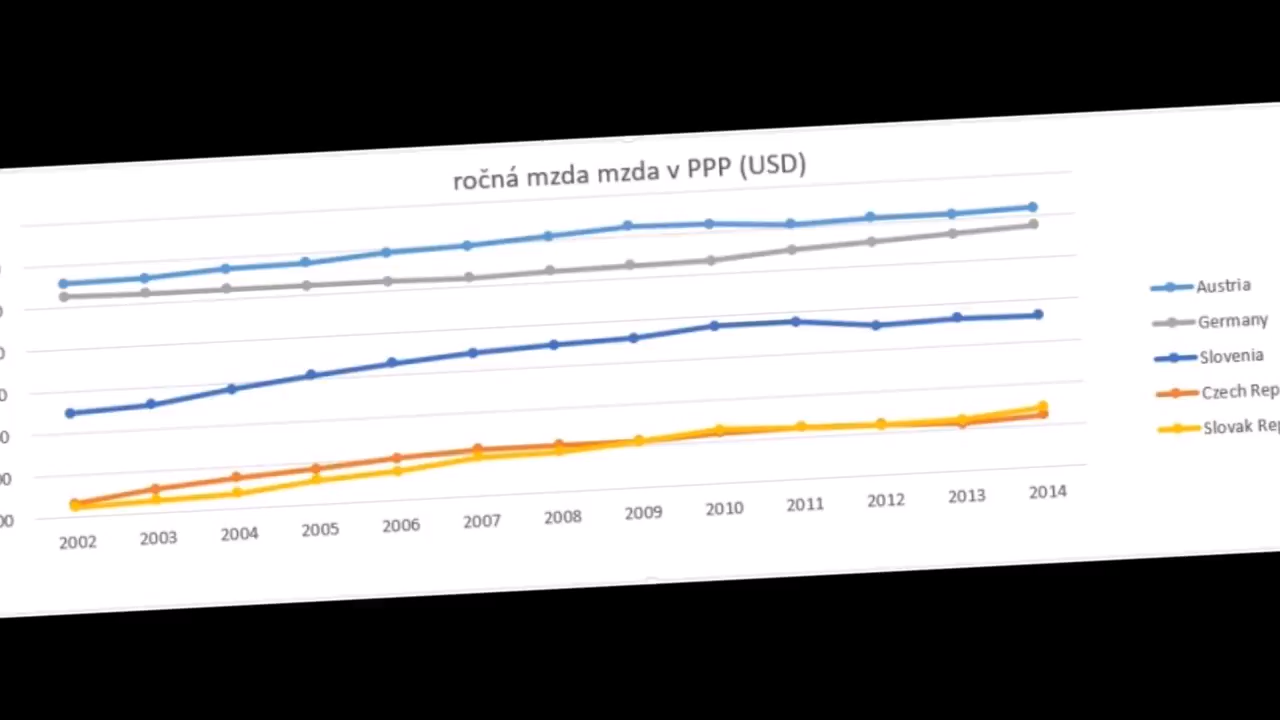 ročná mzda mzda v PPP (USD)
Austria
Germany
Slovenia
Czech Rep
Slovak Rep
2002 2003 2004 2005 2006 2007 2008 2009 2010 2011 2012 2013 2014